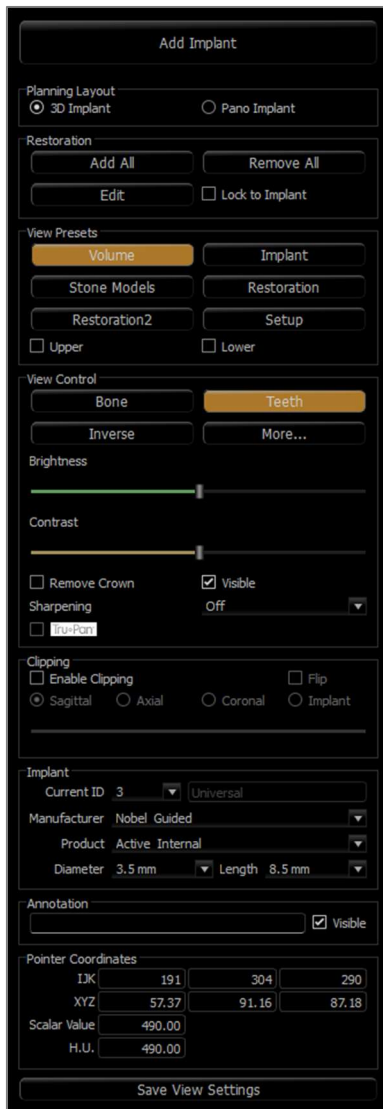 Add Implant
Planning Layout
3D Implant Pano Implant
Restoration
Add All Remove All
Edit Lock to Implant
View Presets
Volume Implant
Stone Models Restoration
Restoration2 Setup
Upper Lower
View Control
Bone Teeth
Inverse More...
Brightness
Contrast
Remove Crown Visible
Sharpening Off
Tru-Pan
Clipping
Enable Clipping Flip
Sagittal Axial Coronal Implant
Implant
Current ID 3 Universal
Manufacturer Nobel Guided
Product Active Internal
Diameter 3.5 mm Length 8.5 mm
Annotation
Visible
Pointer Coordinates
IJK 191 304 290
XYZ 57.37 91.16 87.18
Scalar Value 490.00
H.U. 490.00
Save View Settings